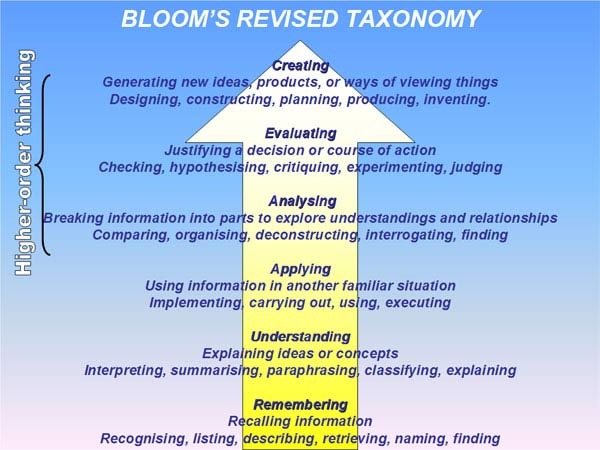 BLOOM'S REVISED TAXONOMY
Higher-order thinking
Creating
Generating new ideas, products, or ways of viewing things
Designing, constructing, planning, producing, inventing.
Evaluating
Justifying a decision or course of action
Checking, hypothesising, critiquing, experimenting, judging
Analysing
Breaking information into parts to explore understandings and relationships
Comparing, organising, deconstructing, interrogating, finding
Applying
Using information in another familiar situation
Implementing, carrying out, using, executing
Understanding
Explaining ideas or concepts
Interpreting, summarising, paraphrasing, classifying, explaining
Remembering
Recalling information
Recognising, listing, describing, retrieving, naming, finding